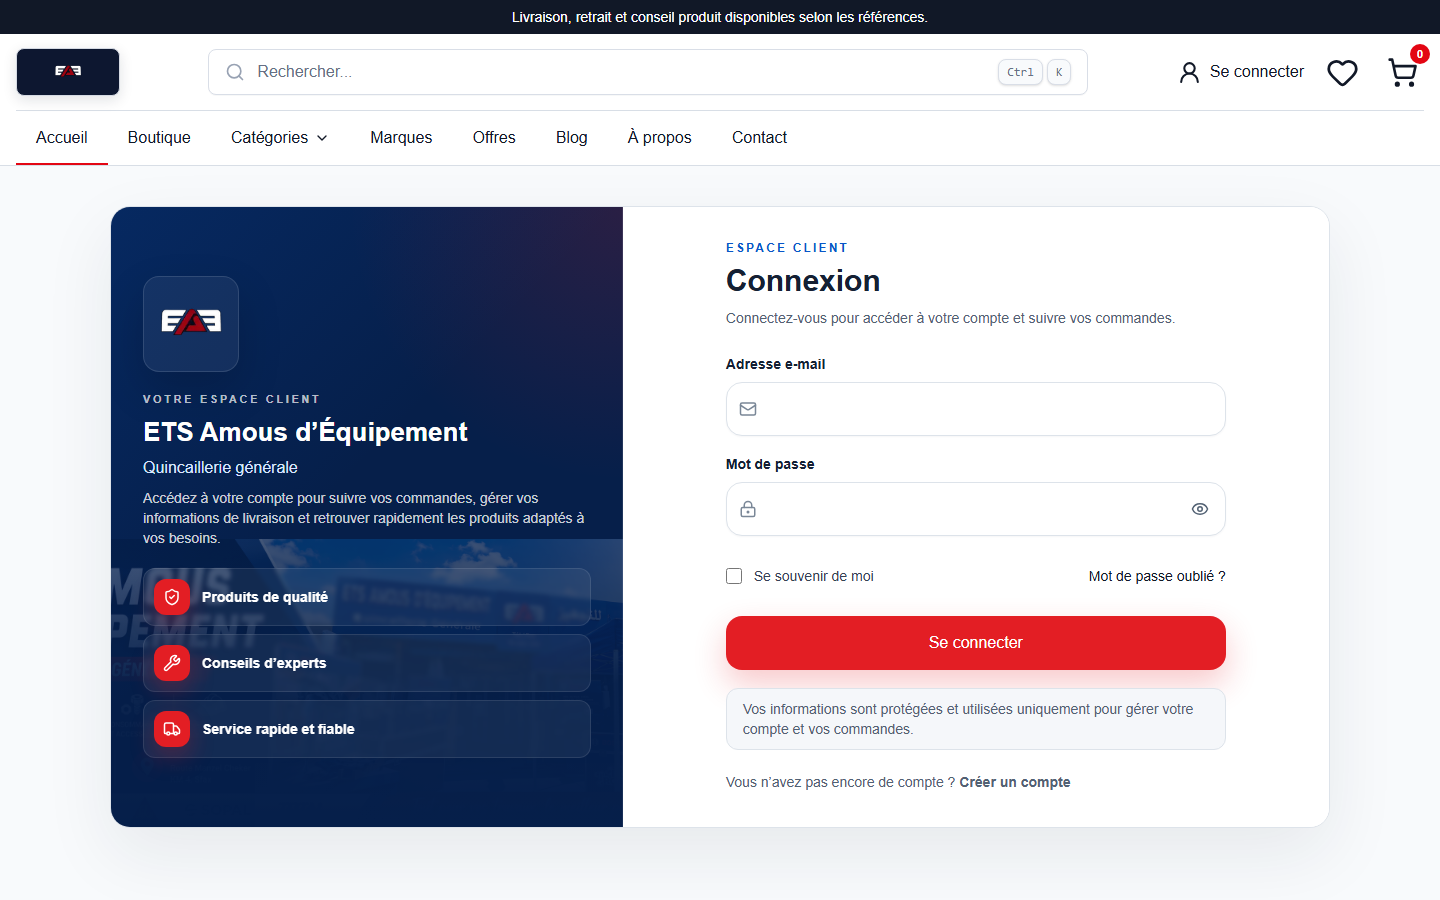 Livraison, retrait et conseil produit disponibles selon les références.
Rechercher...
Ctrl K
Se connecter
0
Accueil
Boutique
Catégories
Marques
Offres
Blog
À propos
Contact
VOTRE ESPACE CLIENT
ETS Amous d’Équipement
Quincaillerie générale
Accédez à votre compte pour suivre vos commandes, gérer vos
informations de livraison et retrouver rapidement les produits adaptés à
vos besoins.
Produits de qualité
Conseils d’experts
Service rapide et fiable
ESPACE CLIENT
Connexion
Connectez-vous pour accéder à votre compte et suivre vos commandes.
Adresse e-mail
Mot de passe
Se souvenir de moi
Mot de passe oublié ?
Se connecter
Vos informations sont protégées et utilisées uniquement pour gérer votre
compte et vos commandes.
Vous n’avez pas encore de compte ? Créer un compte